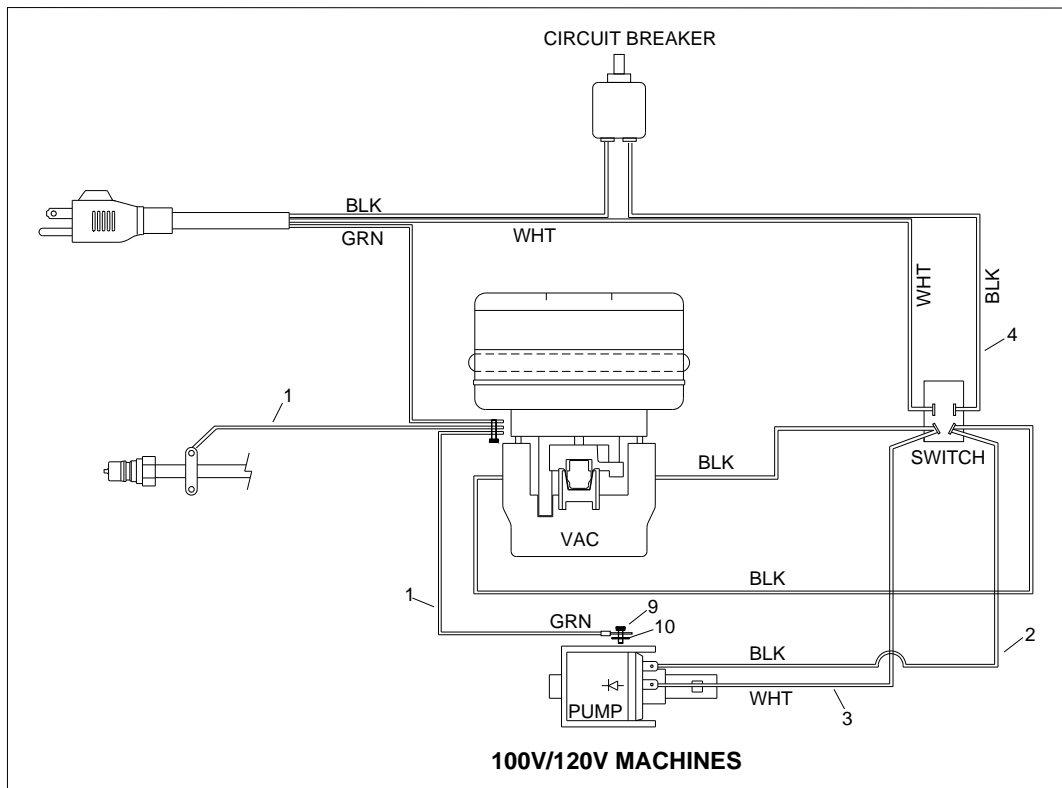 CIRCUIT BREAKER
BLK
GRN
WHT
WHT
BLK
4
1
SWITCH
BLK
VAC
BLK
1
9
GRN
10
2
BLK
WHT
3
PUMP
100V/120V MACHINES